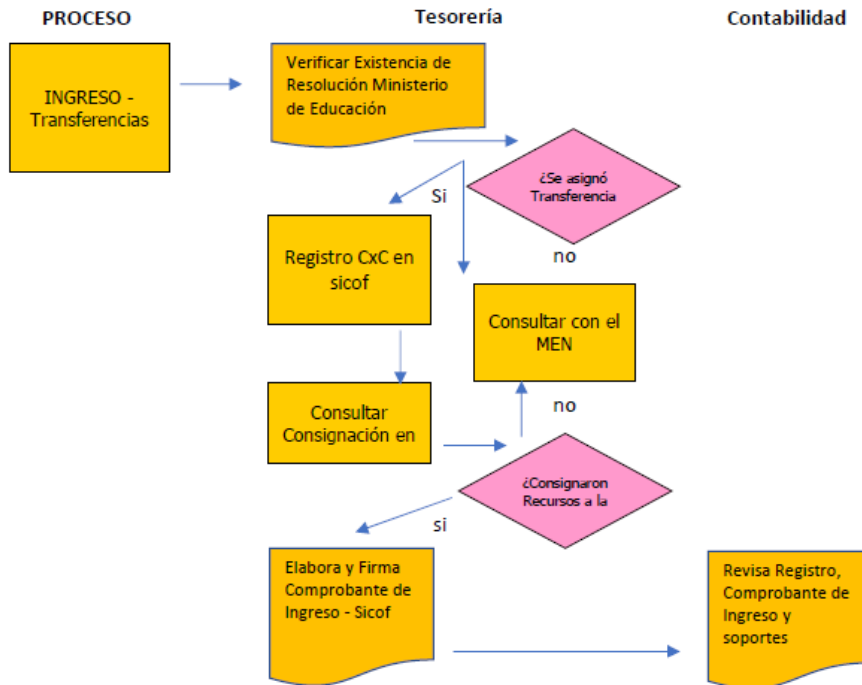 PROCESO
Tesorería
Contabilidad
INGRESO -
Transferencias
Verificar Existencia de
Resolución Ministerio
de Educación
¿Se asignó
Transferencia
Si
no
Registro CxC en
sicof
Consultar con el
MEN
Consultar
Consignación en
no
¿Consignaron
Recursos a la
si
Elabora y Firma
Comprobante de
Ingreso - Sicof
Revisa Registro,
Comprobante de
Ingreso y
soportes